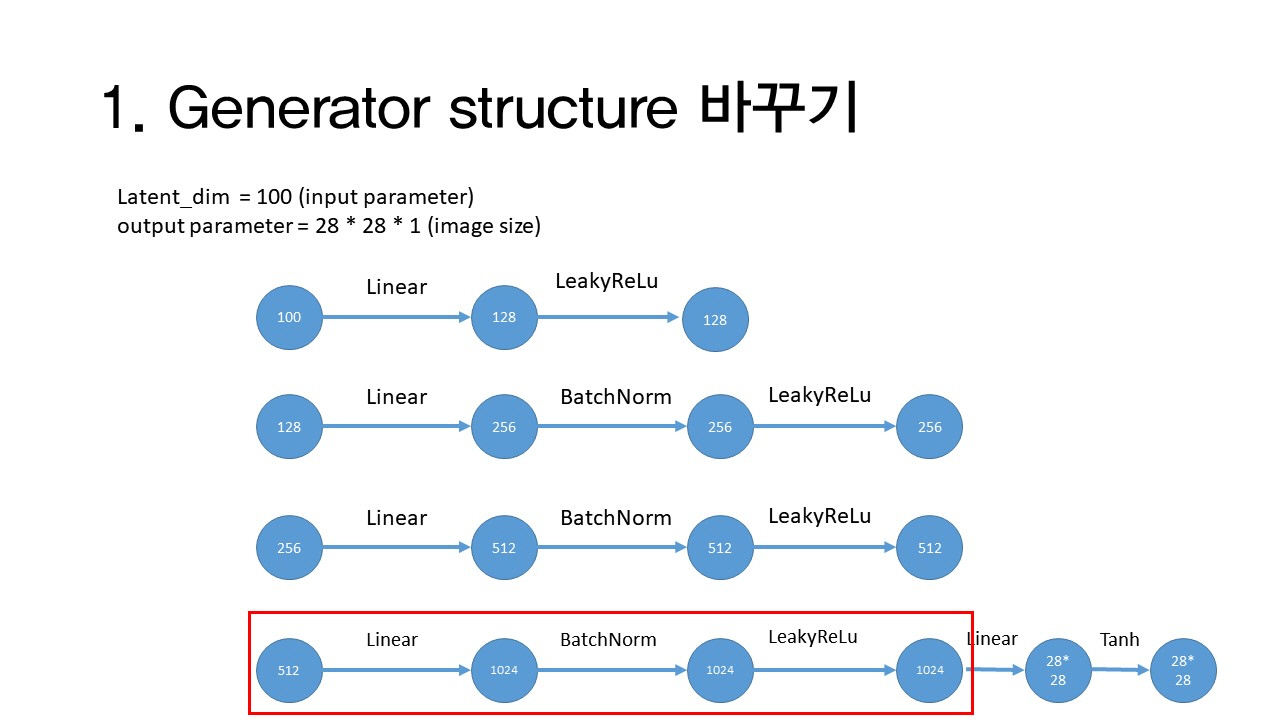 1. Generator structure 바꾸기
Latent_dim = 100 (input parameter)
output parameter = 28 * 28 * 1 (image size)
Linear LeakyReLu
100 128 128
Linear BatchNorm LeakyReLu
128 256 256 256
Linear BatchNorm LeakyReLu
256 512 512 512
Linear BatchNorm LeakyReLu Linear Tanh
512 1024 1024 1024 28* 28*
28 28